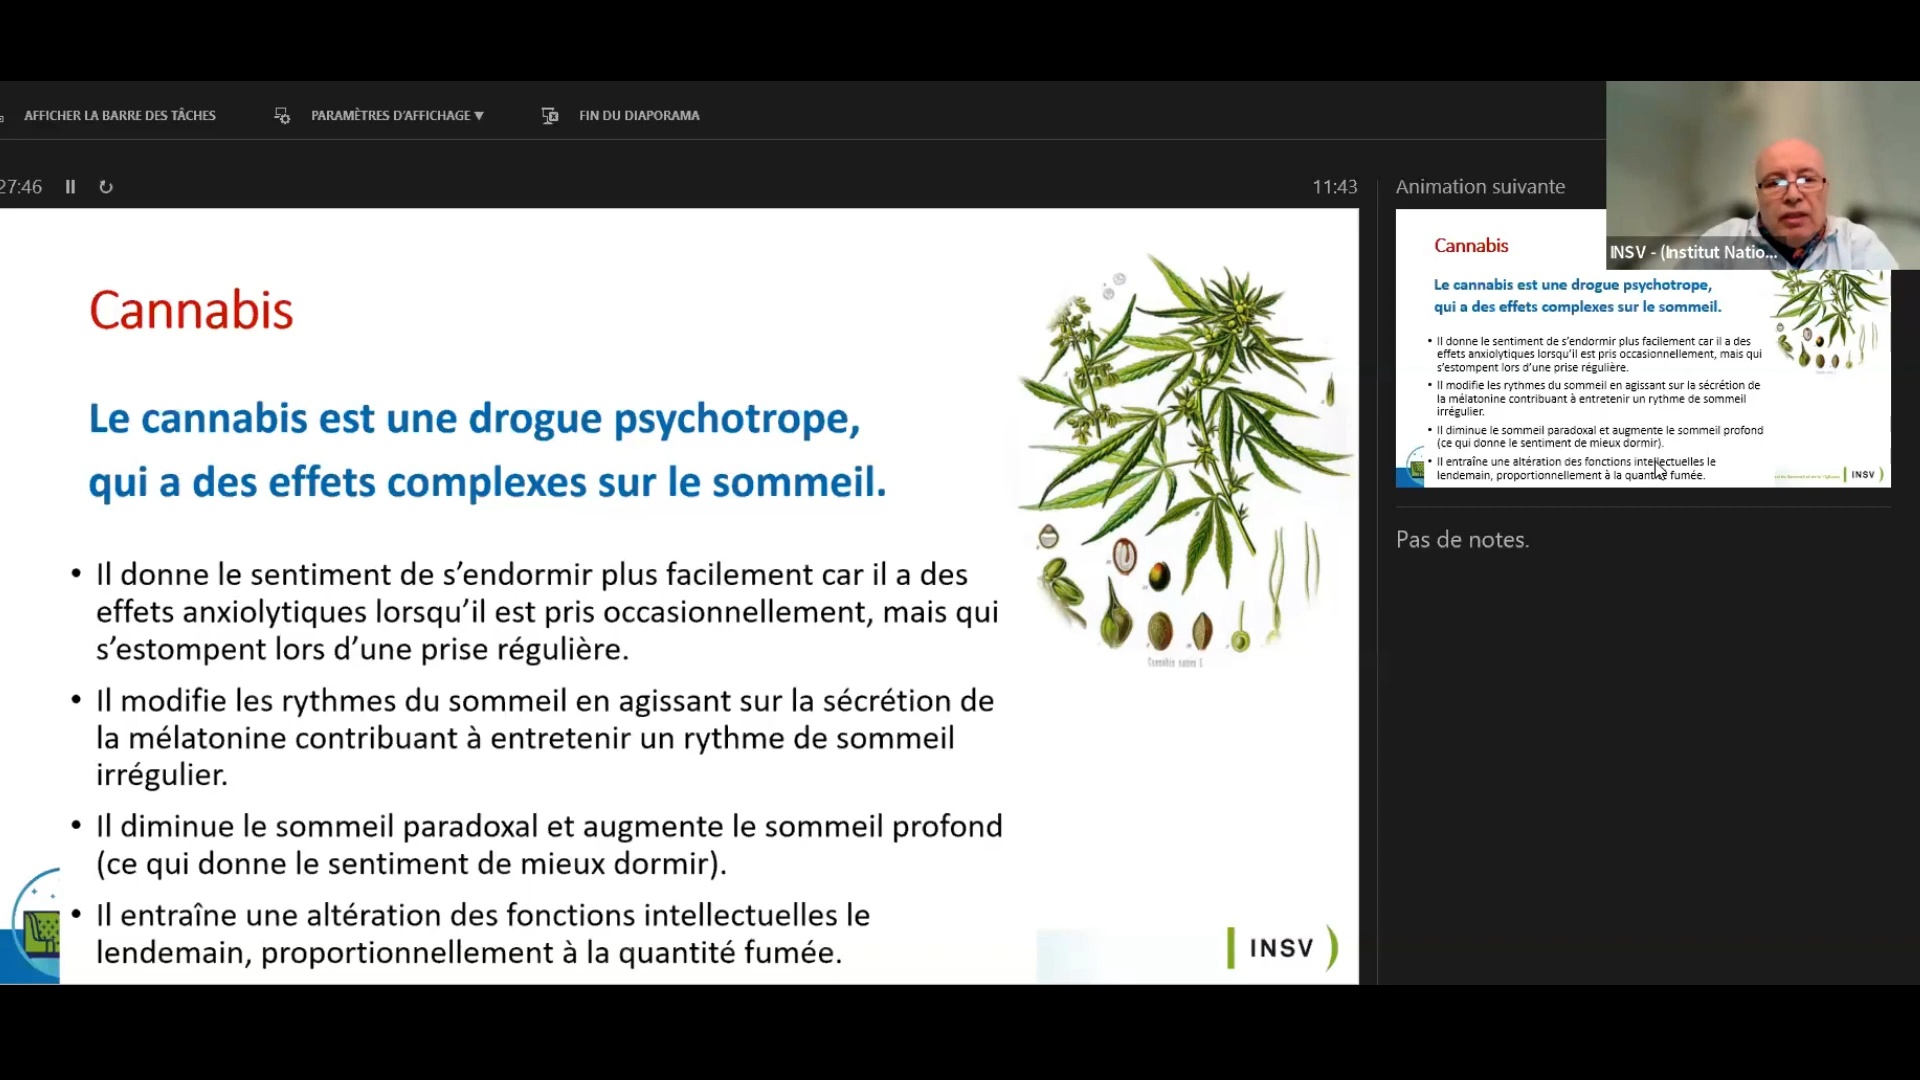 AFFICHER LA BARRE DES TÂCHES
PARAMÈTRES D'AFFICHAGE ▼
FIN DU DIAPORAMA
27:46
11:43
Cannabis
Le cannabis est une drogue psychotrope,
qui a des effets complexes sur le sommeil.
• Il donne le sentiment de s’endormir plus facilement car il a des
effets anxiolytiques lorsqu’il est pris occasionnellement, mais qui
s’estompent lors d’une prise régulière.
• Il modifie les rythmes du sommeil en agissant sur la sécrétion de
la mélatonine contribuant à entretenir un rythme de sommeil
irrégulier.
• Il diminue le sommeil paradoxal et augmente le sommeil profond
(ce qui donne le sentiment de mieux dormir).
• Il entraîne une altération des fonctions intellectuelles le
lendemain, proportionnellement à la quantité fumée.
INSV
Animation suivante
INSV - (Institut Natio...
Cannabis
Le cannabis est une drogue psychotrope,
qui a des effets complexes sur le sommeil.
• Il donne le sentiment de s’endormir plus facilement car il a des
effets anxiolytiques lorsqu’il est pris occasionnellement, mais qui
s’estompent lors d’une prise régulière.
• Il modifie les rythmes du sommeil en agissant sur la sécrétion de
la mélatonine contribuant à entretenir un rythme de sommeil
irrégulier.
• Il diminue le sommeil paradoxal et augmente le sommeil profond
(ce qui donne le sentiment de mieux dormir).
• Il entraîne une altération des fonctions intellectuelles le
lendemain, proportionnellement à la quantité fumée.
INSV
Pas de notes.